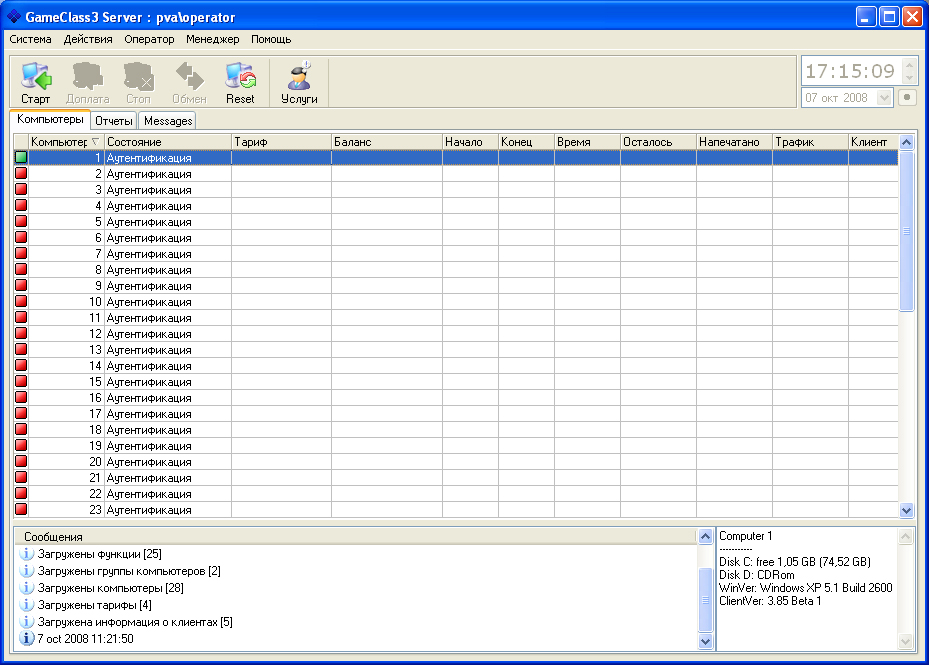 GameClass3 Server : pva\operator
Система Действия Оператор Менеджер Помощь
Старт Доплата Стоп Обмен Reset Услуги
17:15:09
07 окт 2008
Компьютеры Отчеты Messages
Компьютер Состояние Тариф Баланс Начало Конец Время Осталось Напечатано Трафик Клиент
1 Аутентификация
2 Аутентификация
3 Аутентификация
4 Аутентификация
5 Аутентификация
6 Аутентификация
7 Аутентификация
8 Аутентификация
9 Аутентификация
10 Аутентификация
11 Аутентификация
12 Аутентификация
13 Аутентификация
14 Аутентификация
15 Аутентификация
16 Аутентификация
17 Аутентификация
18 Аутентификация
19 Аутентификация
20 Аутентификация
21 Аутентификация
22 Аутентификация
23 Аутентификация
Сообщения
Загружены функции [25]
Загружены группы компьютеров [2]
Загружены компьютеры [28]
Загружены тарифы [4]
Загружена информация о клиентах [5]
7 oct 2008 11:21:50
Computer 1
-----------
Disk C: free 1,05 GB (74,52 GB)
Disk D: CDRom
WinVer: Windows XP 5.1 Build 2600
ClientVer: 3.85 Beta 1